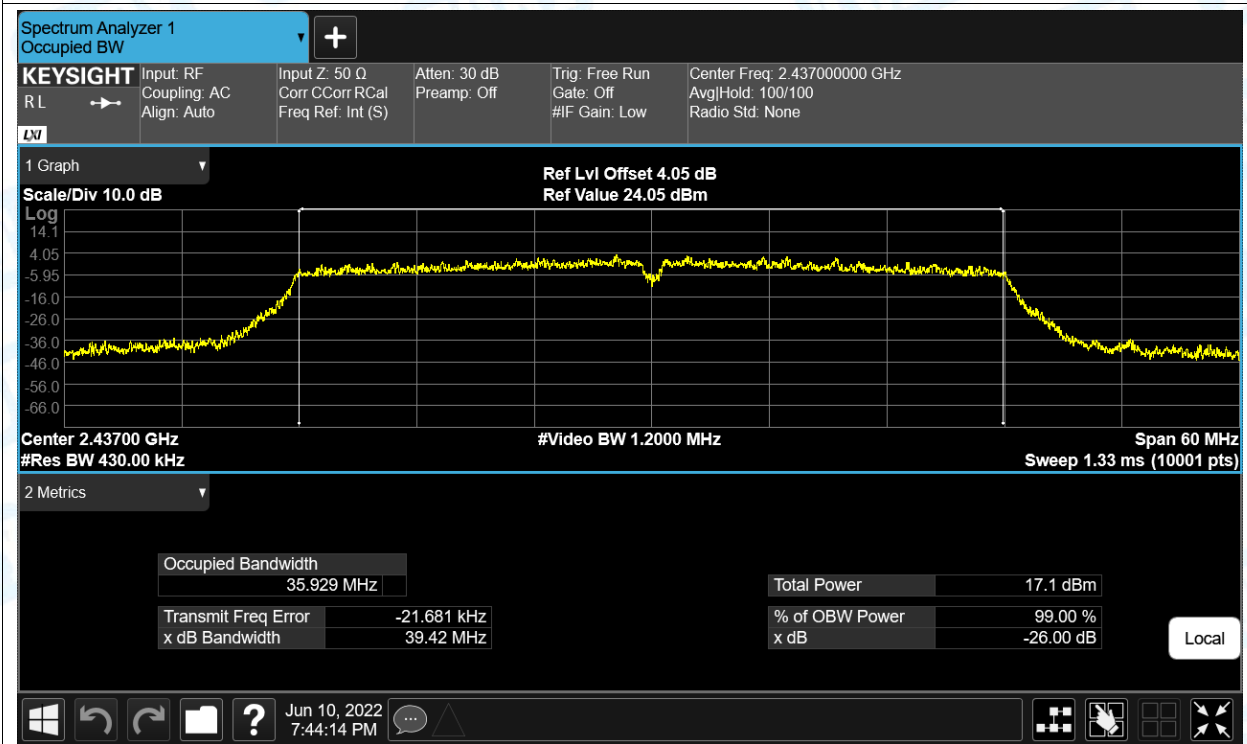 Spectrum Analyzer 1
Occupied BW
▼
+
KEYSIGHT
R L
LXI
Input: RF
Coupling: AC
Align: Auto
Input Z: 50 Ω
Corr CCorr RCal
Freq Ref: Int (S)
Atten: 30 dB
Preamp: Off
Trig: Free Run
Gate: Off
#IF Gain: Low
Center Freq: 2.437000000 GHz
Avg|Hold: 100/100
Radio Std: None
1 Graph ▼
Scale/Div 10.0 dB
Ref Lvl Offset 4.05 dB
Ref Value 24.05 dBm
Log
14.1
4.05
-5.95
-16.0
-26.0
-36.0
-46.0
-56.0
-66.0
Center 2.43700 GHz
#Video BW 1.2000 MHz
Span 60 MHz
#Res BW 430.00 kHz
Sweep 1.33 ms (10001 pts)
2 Metrics ▼
Occupied Bandwidth
35.929 MHz
Total Power 17.1 dBm
Transmit Freq Error -21.681 kHz
% of OBW Power 99.00 %
x dB Bandwidth 39.42 MHz
x dB -26.00 dB
Local
?
Jun 10, 2022
7:44:14 PM